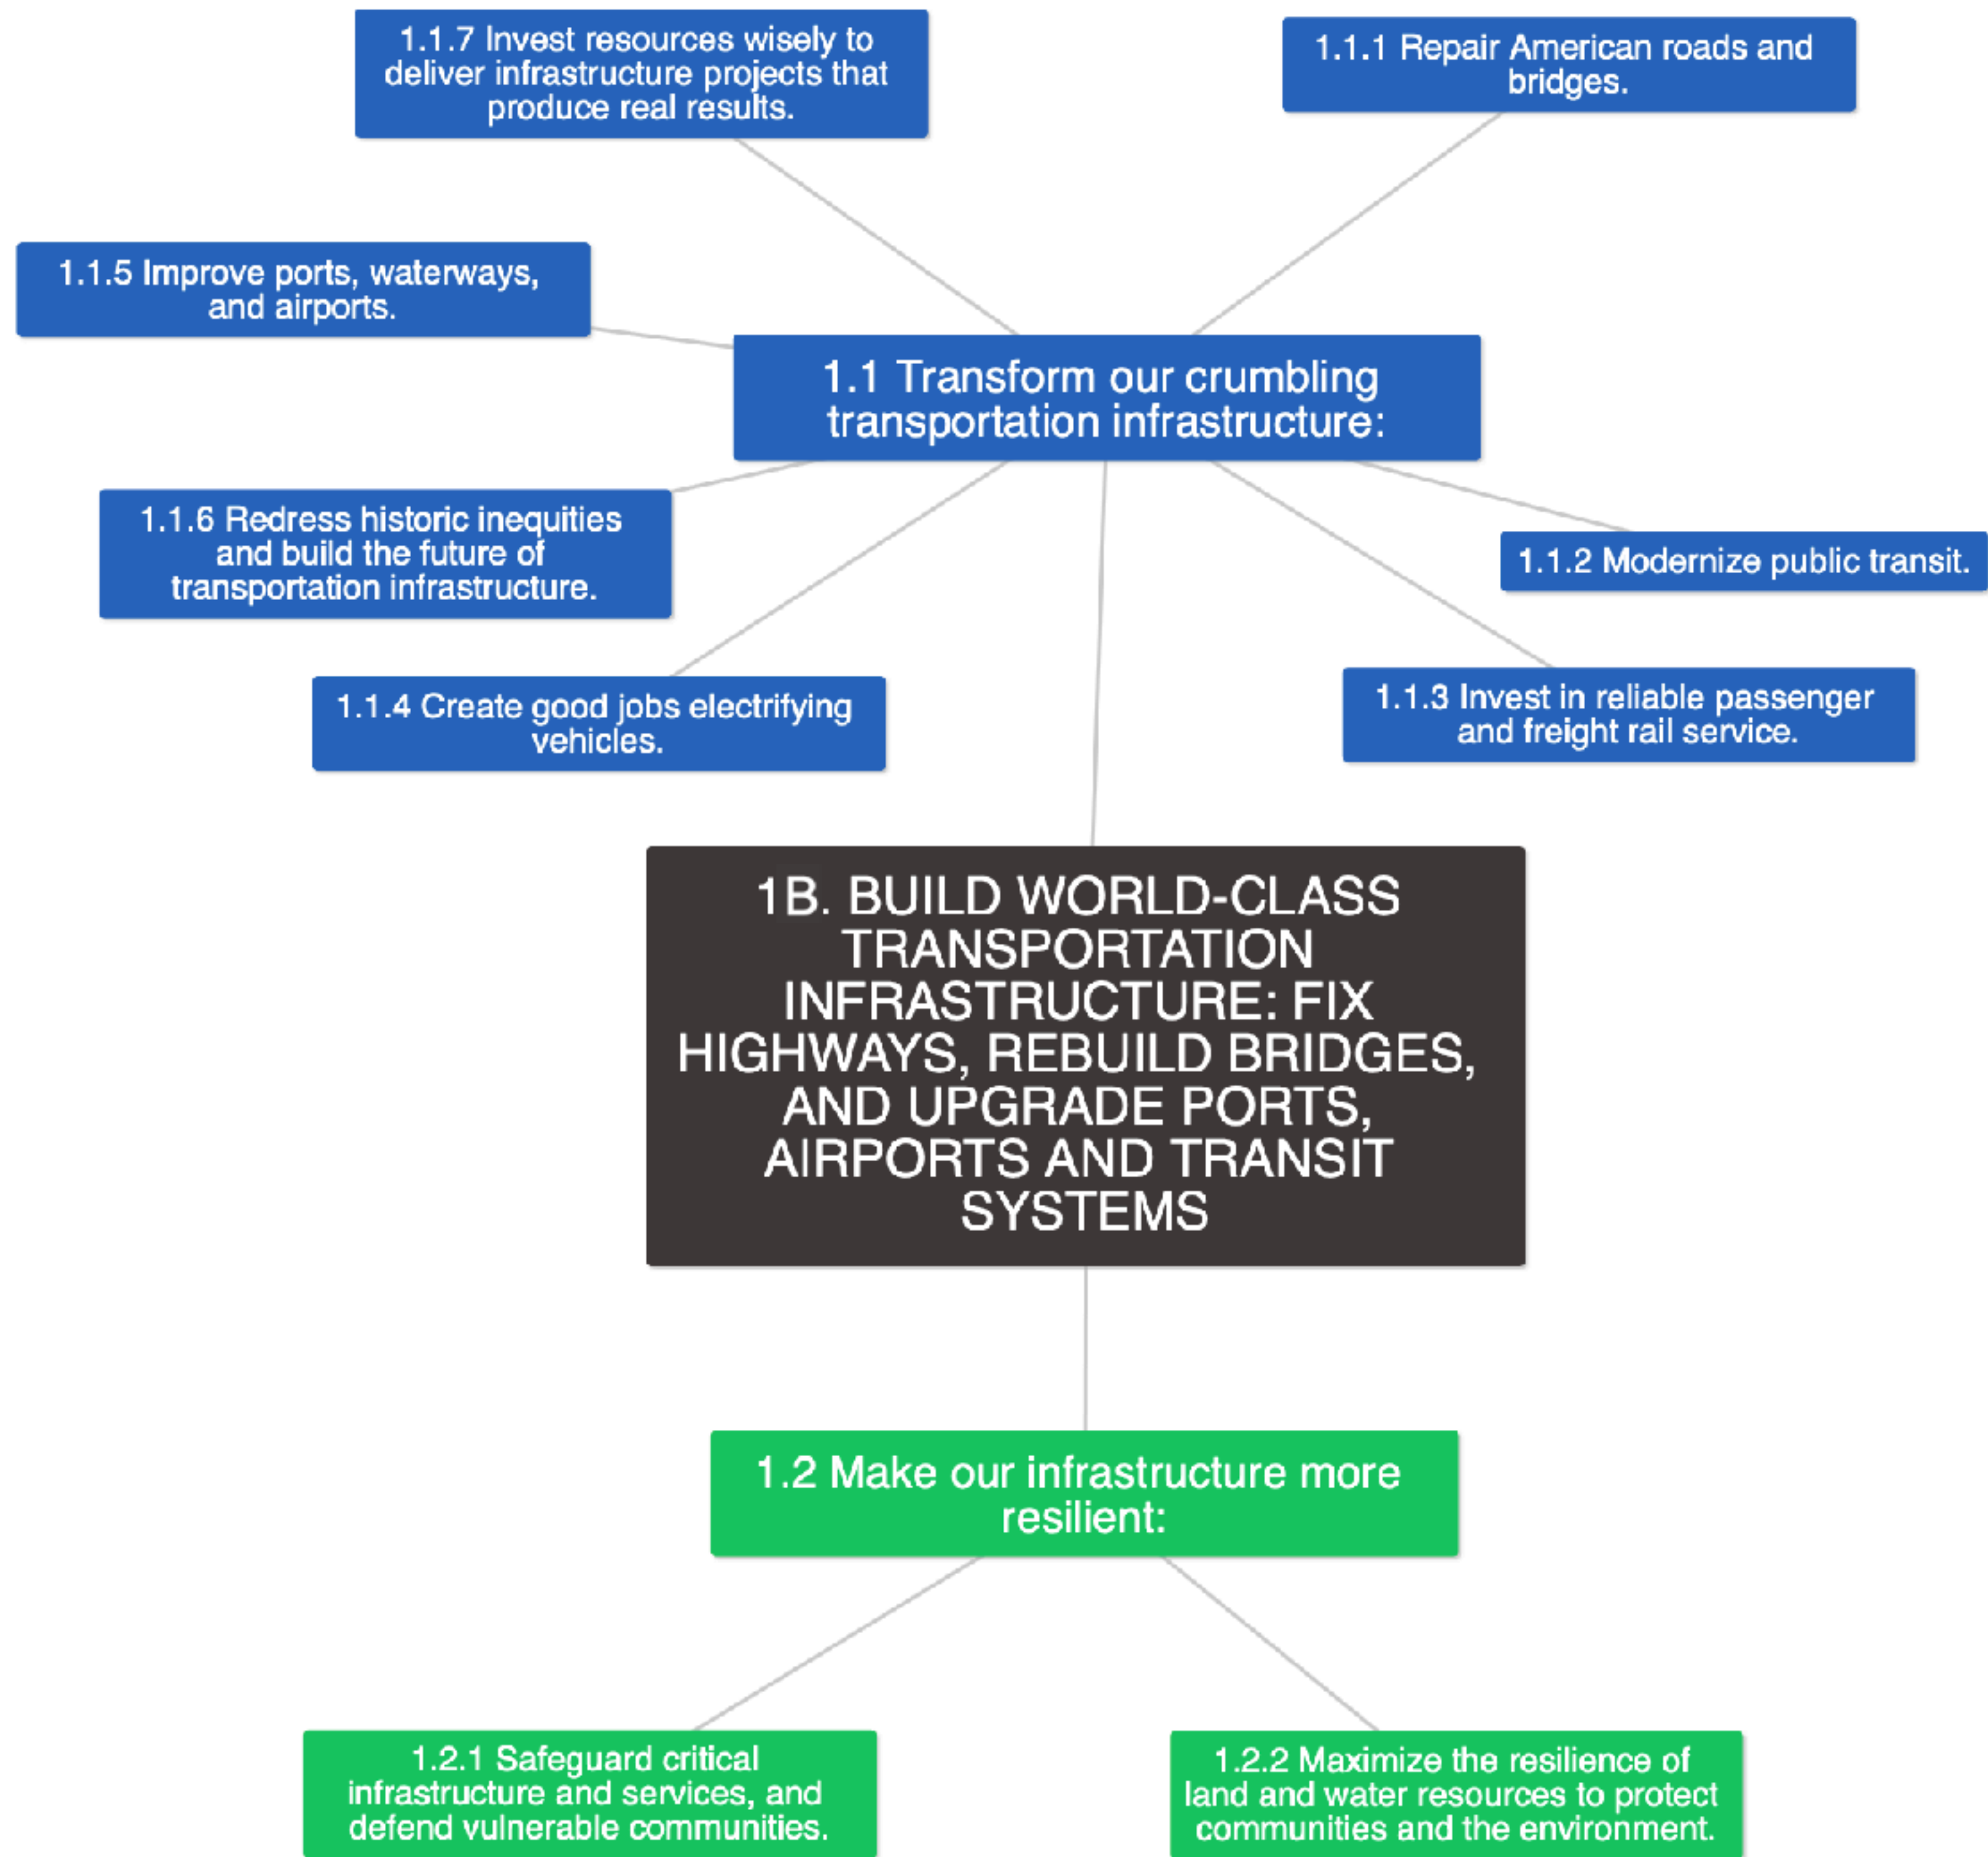 1.1.7 Invest resources wisely to
deliver infrastructure projects that
produce real results.
1.1.1 Repair American roads and
bridges.
1.1.5 Improve ports, waterways,
and airports.
1.1 Transform our crumbling
transportation infrastructure:
1.1.6 Redress historic inequities
and build the future of
transportation infrastructure.
1.1.2 Modernize public transit.
1.1.4 Create good jobs electrifying
vehicles.
1.1.3 Invest in reliable passenger
and freight rail service.
1B. BUILD WORLD-CLASS
TRANSPORTATION
INFRASTRUCTURE: FIX
HIGHWAYS, REBUILD BRIDGES,
AND UPGRADE PORTS,
AIRPORTS AND TRANSIT
SYSTEMS
1.2 Make our infrastructure more
resilient:
1.2.1 Safeguard critical
infrastructure and services, and
defend vulnerable communities.
1.2.2 Maximize the resilience of
land and water resources to protect
communities and the environment.